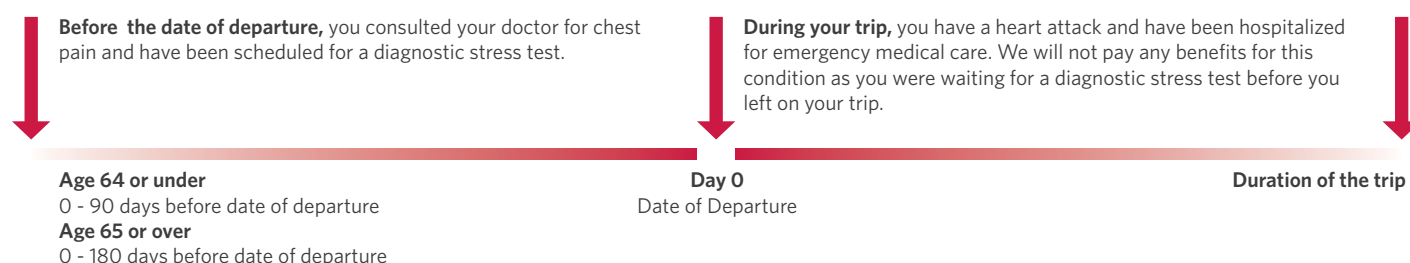 Before the date of departure, you consulted your doctor for chest
pain and have been scheduled for a diagnostic stress test.
During your trip, you have a heart attack and have been hospitalized
for emergency medical care. We will not pay any benefits for this
condition as you were waiting for a diagnostic stress test before you
left on your trip.
Age 64 or under
0 - 90 days before date of departure
Age 65 or over
0 - 180 days before date of departure
Day 0
Date of Departure
Duration of the trip